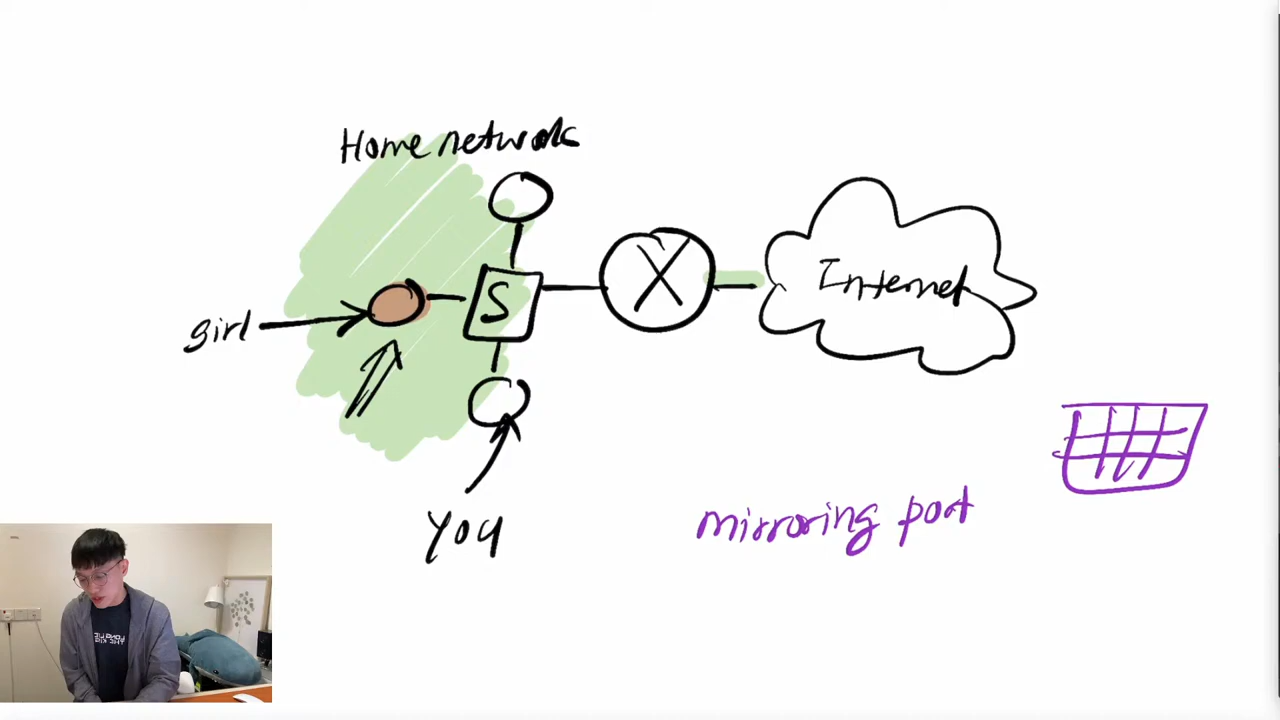 Home network
S
X
Internet
girl
you
mirroring port